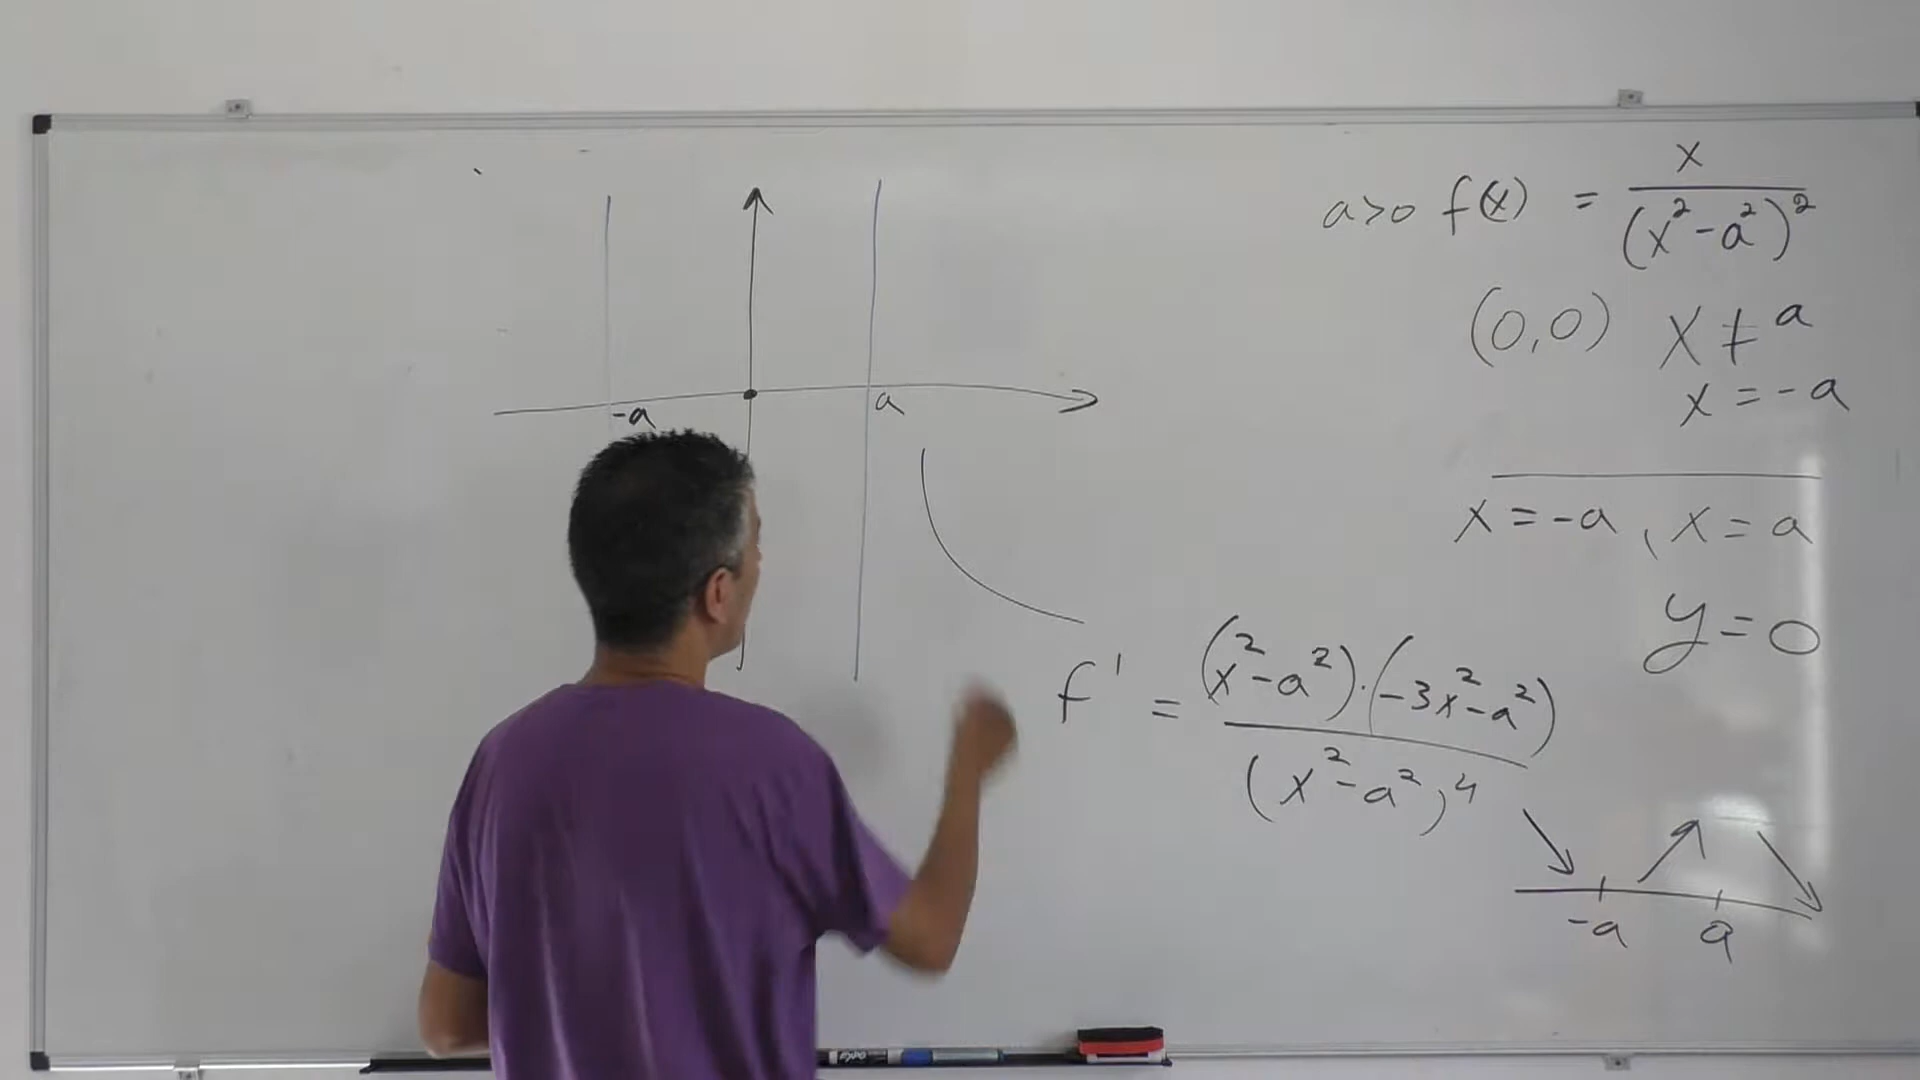 a>0 f(x) = x / (x²-a²)²
(0,0) x ≠ a
x = -a
x = -a , x = a
y = 0
-a a
f' = (x²-a²)·(-3x²-a²) / (x²-a²)⁴
-a a